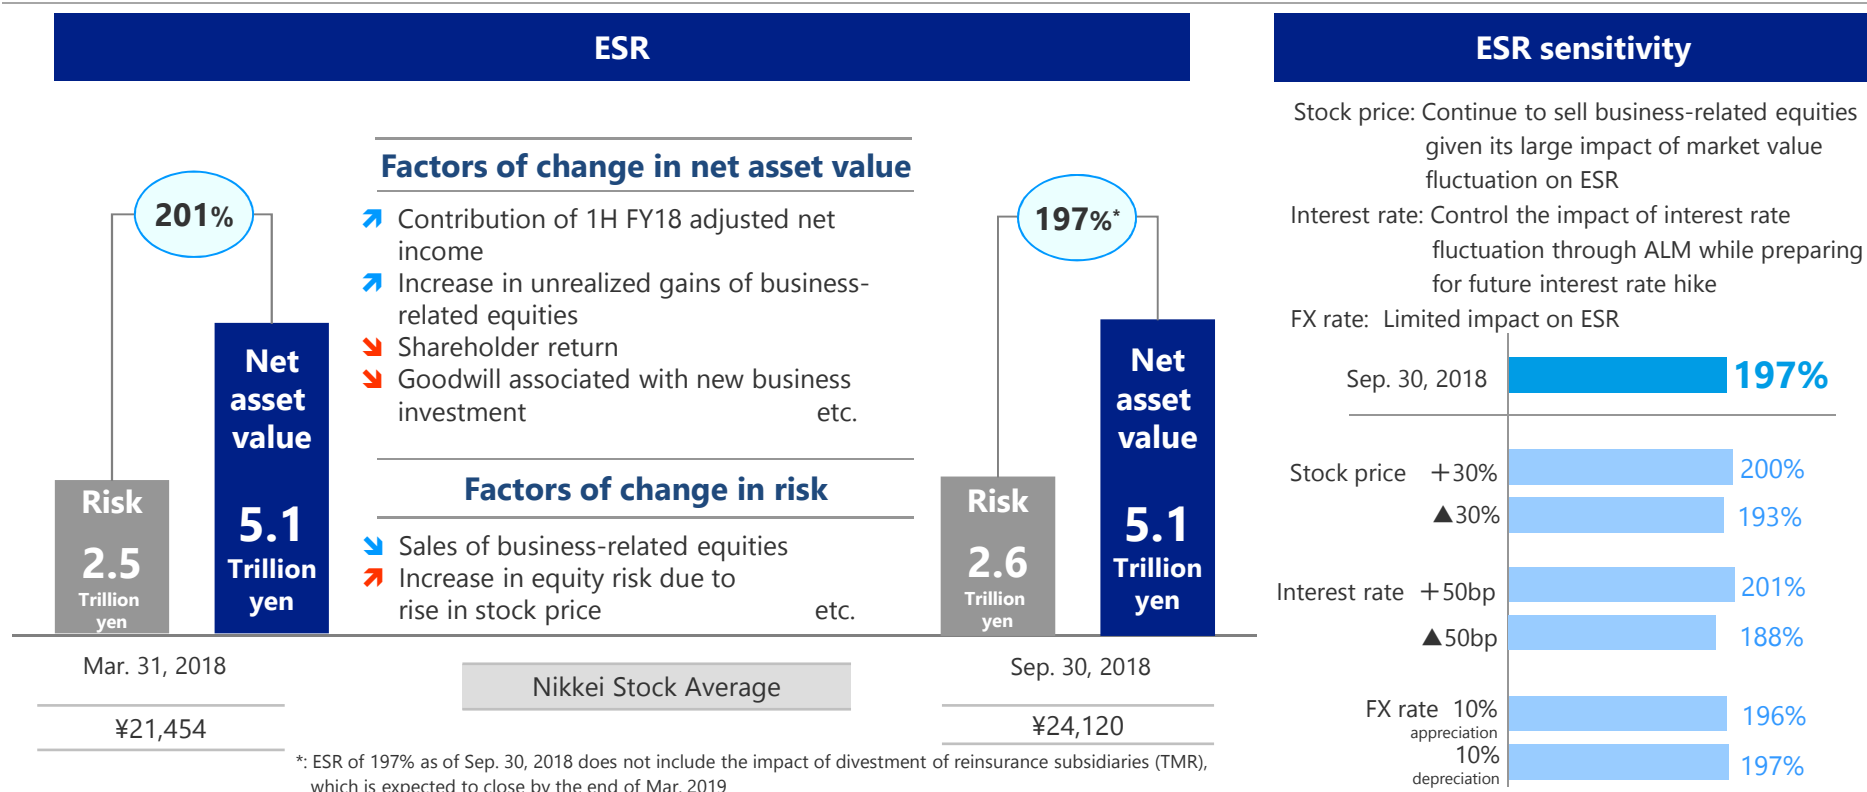 ESR
201%
Net
asset
value
5.1
Trillion
yen
Risk
2.5
Trillion
yen
Mar. 31, 2018
¥21,454
Factors of change in net asset value
Contribution of 1H FY18 adjusted net
income
Increase in unrealized gains of business-
related equities
Shareholder return
Goodwill associated with new business
investment etc.
Factors of change in risk
Sales of business-related equities
Increase in equity risk due to
rise in stock price etc.
Nikkei Stock Average
197%*
Risk
2.6
Trillion
yen
Net
asset
value
5.1
Trillion
yen
Sep. 30, 2018
¥24,120
*: ESR of 197% as of Sep. 30, 2018 does not include the impact of divestment of reinsurance subsidiaries (TMR),
which is expected to close by the end of Mar. 2019
ESR sensitivity
Stock price: Continue to sell business-related equities
given its large impact of market value
fluctuation on ESR
Interest rate: Control the impact of interest rate
fluctuation through ALM while preparing
for future interest rate hike
FX rate: Limited impact on ESR
Sep. 30, 2018 197%
Stock price ＋30% 200%
▲30% 193%
Interest rate ＋50bp 201%
▲50bp 188%
FX rate 10% 196%
appreciation
10% 197%
depreciation